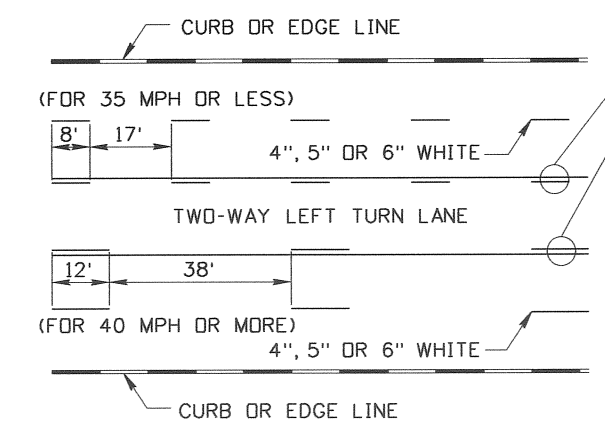 CURB OR EDGE LINE
(FOR 35 MPH OR LESS)
8' 17'
4", 5" OR 6" WHITE
TWO-WAY LEFT TURN LANE
12' 38'
(FOR 40 MPH OR MORE)
4", 5" OR 6" WHITE
CURB OR EDGE LINE